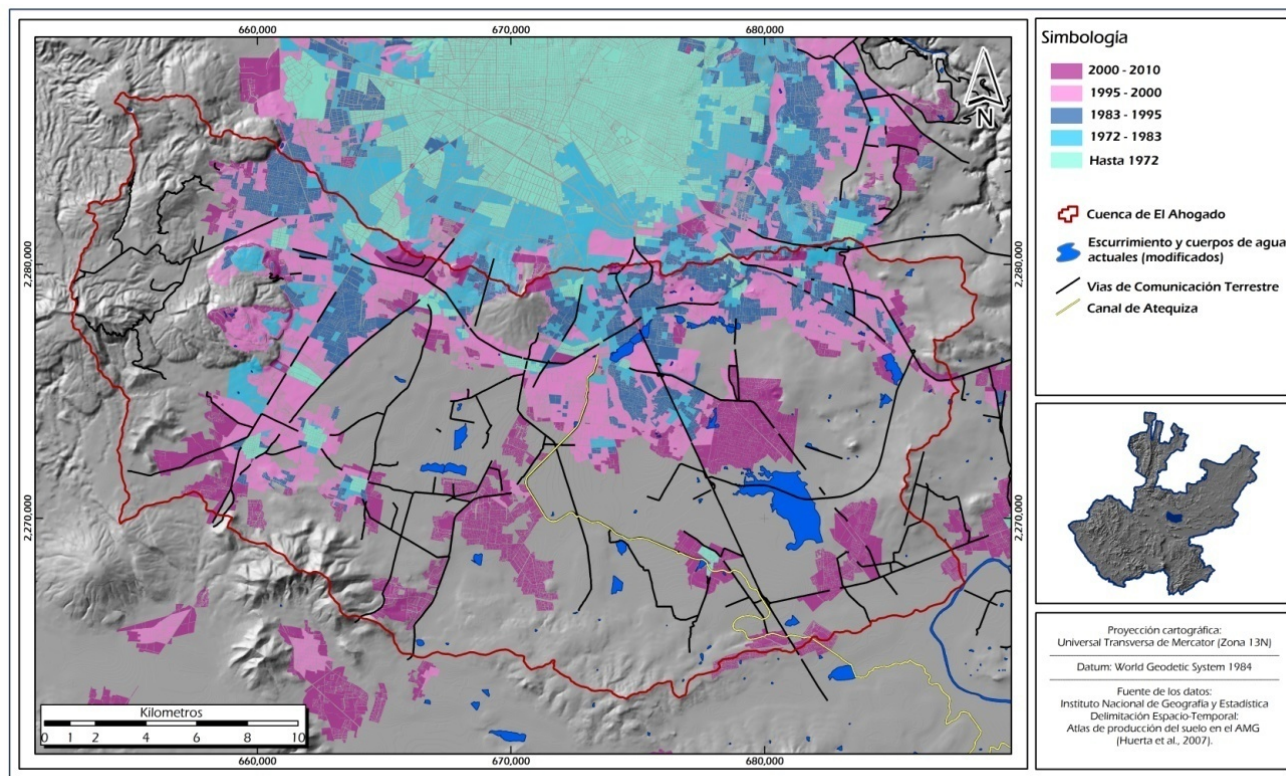 660,000
670,000
680,000
2,280,000
2,270,000
2,280,000
2,270,000
N
Kilometros
0 1 2 4 6 8 10
660,000
670,000
680,000
Simbología
2000 - 2010
1995 - 2000
1983 - 1995
1972 - 1983
Hasta 1972
Cuenca de El Ahogado
Escurrimiento y cuerpos de agua
actuales (modificados)
Vías de Comunicación Terrestre
Canal de Atequiza
Proyección cartográfica:
Universal Transversa de Mercator (Zona 13N)
Datum: World Geodetic System 1984
Fuente de los datos:
Instituto Nacional de Geografía y Estadística
Delimitación Espacio-Temporal:
Atlas de producción del suelo en el AMG
(Huerta et al., 2007).